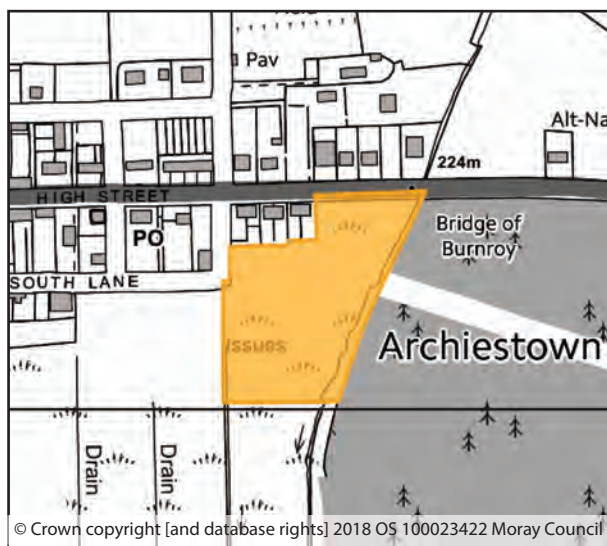 Pav
Alt-Na
224m
HIGH STREET
PO
Bridge of
Burnroy
SOUTH LANE
Issues
Archiestown
Drain
Drain
© Crown copyright [and database rights] 2018 OS 100023422 Moray Council